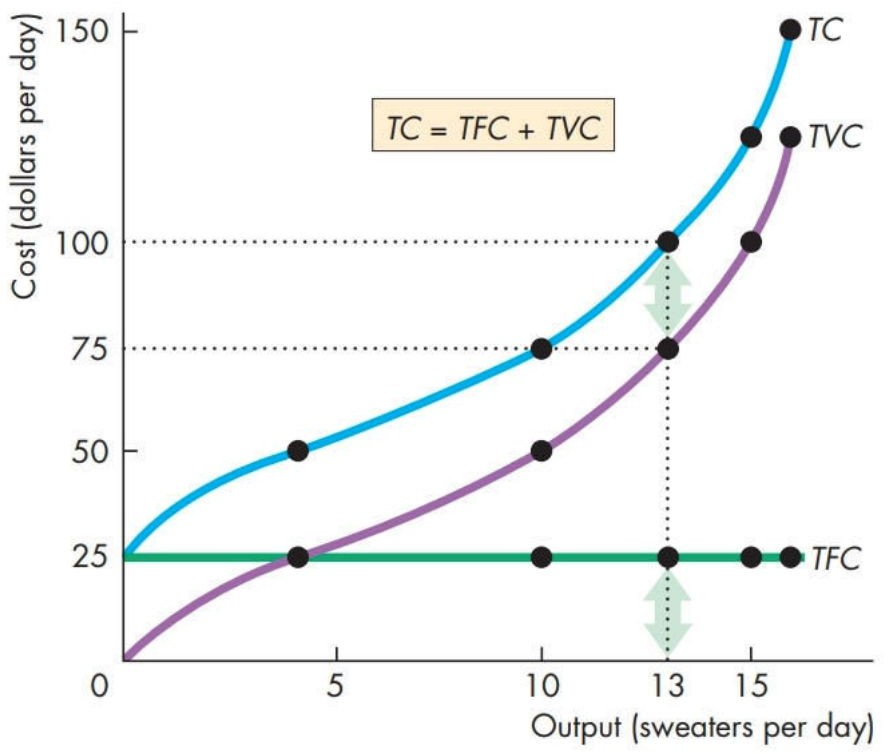 Cost (dollars per day)
150
100
75
50
25
0
TC = TFC + TVC
TC
TVC
TFC
5
10
13
15
Output (sweaters per day)